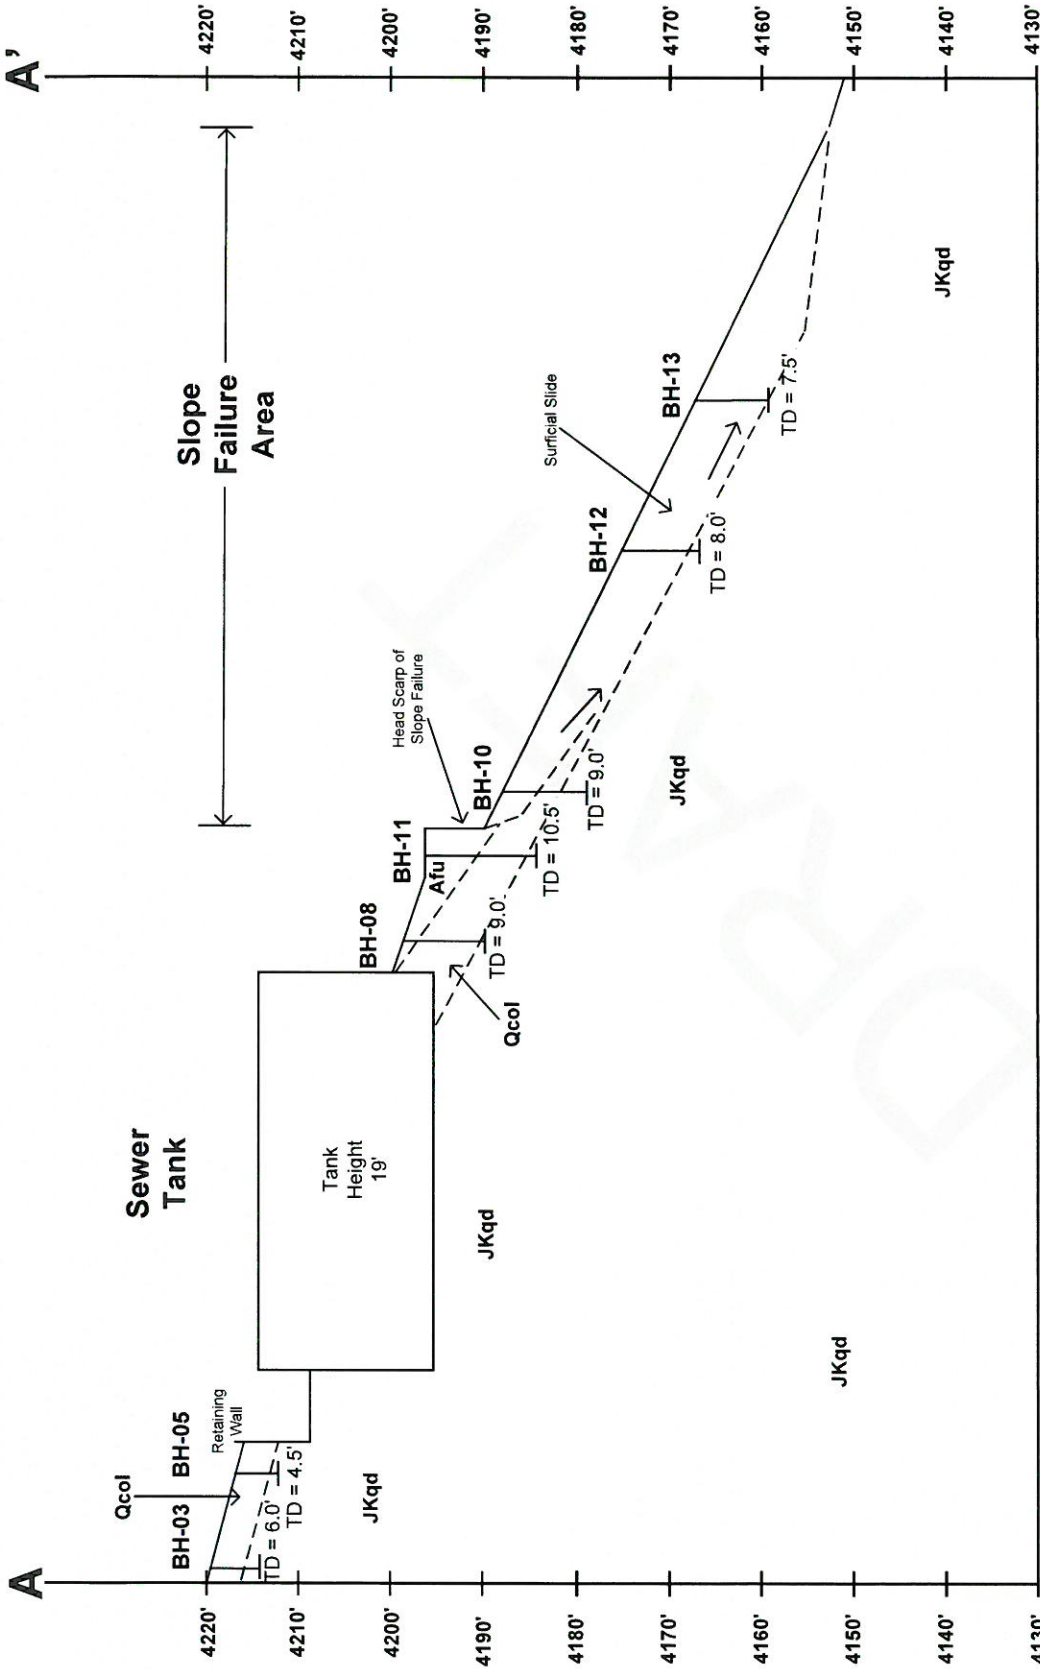 A
A'
4220'
4210'
4200'
4190'
4180'
4170'
4160'
4150'
4140'
4130'
Sewer
Tank
Slope
Failure
Area
Qcol
BH-03
BH-05
Retaining
Wall
TD = 6.0'
TD = 4.5'
JKqd
Tank
Height
19'
JKqd
JKqd
BH-08
TD = 9.0'
Qcol
BH-11
Afu
TD = 10.5'
Head Scarp of
Slope Failure
BH-10
TD = 9.0'
JKqd
BH-12
TD = 8.0'
Surficial Slide
BH-13
TD = 7.5'
JKqd
4220'
4210'
4200'
4190'
4180'
4170'
4160'
4150'
4140'
4130'
DRAFT